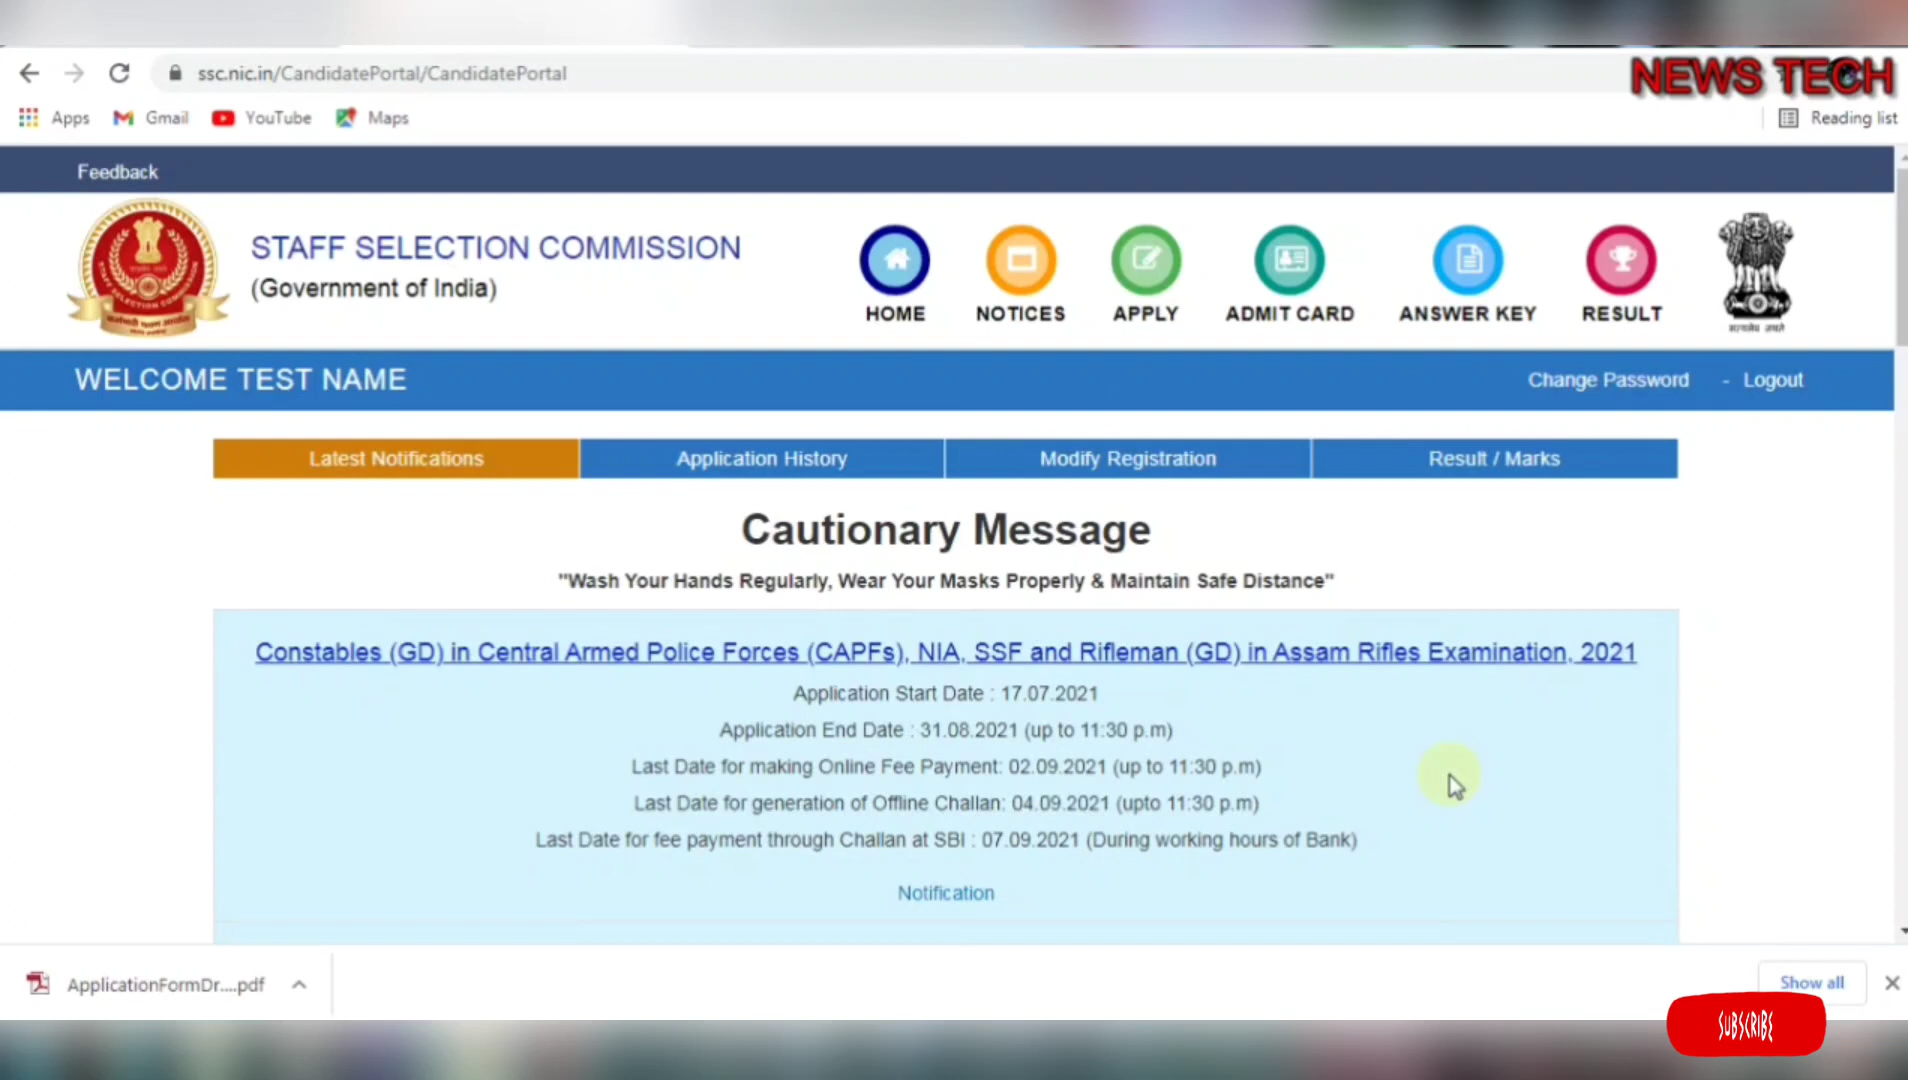 ssc.nic.in/CandidatePortal/CandidatePortal
NEWS TECH
Apps Gmail YouTube Maps
Reading list
Feedback
STAFF SELECTION COMMISSION
(Government of India)
HOME NOTICES APPLY ADMIT CARD ANSWER KEY RESULT
WELCOME TEST NAME
Change Password - Logout
Latest Notifications Application History Modify Registration Result / Marks
Cautionary Message
"Wash Your Hands Regularly, Wear Your Masks Properly & Maintain Safe Distance"
Constables (GD) in Central Armed Police Forces (CAPFs), NIA, SSF and Rifleman (GD) in Assam Rifles Examination, 2021
Application Start Date : 17.07.2021
Application End Date : 31.08.2021 (up to 11:30 p.m)
Last Date for making Online Fee Payment: 02.09.2021 (up to 11:30 p.m)
Last Date for generation of Offline Challan: 04.09.2021 (upto 11:30 p.m)
Last Date for fee payment through Challan at SBI : 07.09.2021 (During working hours of Bank)
Notification
ApplicationFormDr....pdf
Show all
SUBSCRIBE